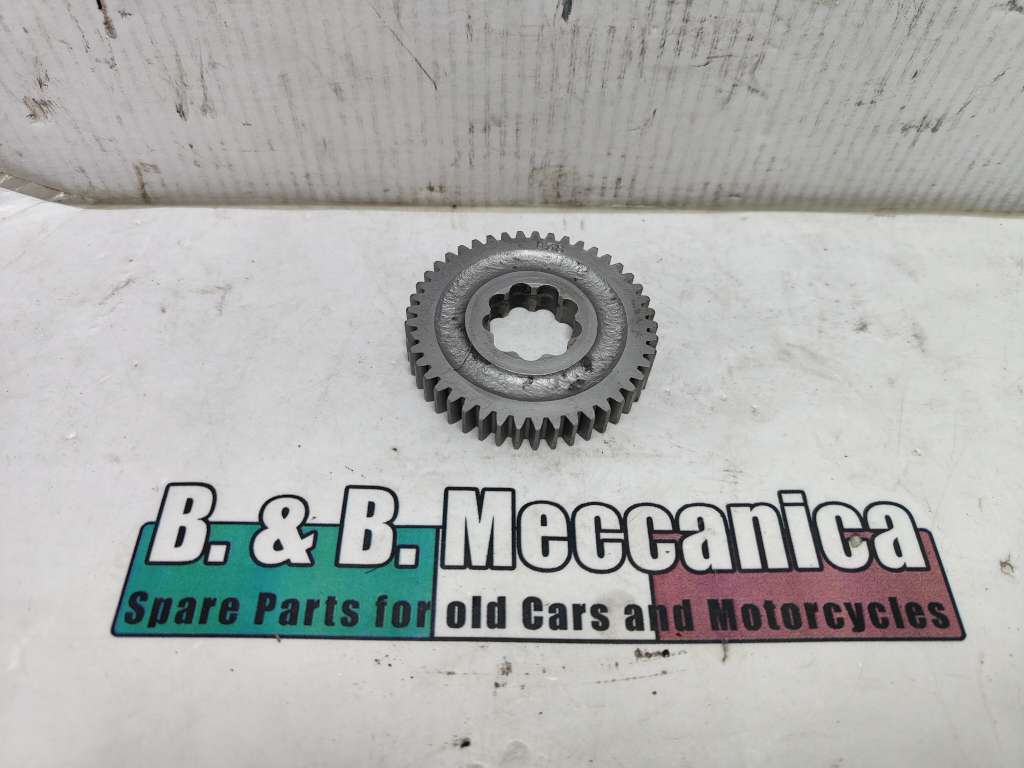 B. & B. Meccanica
Spare Parts for old Cars and Motorcycles